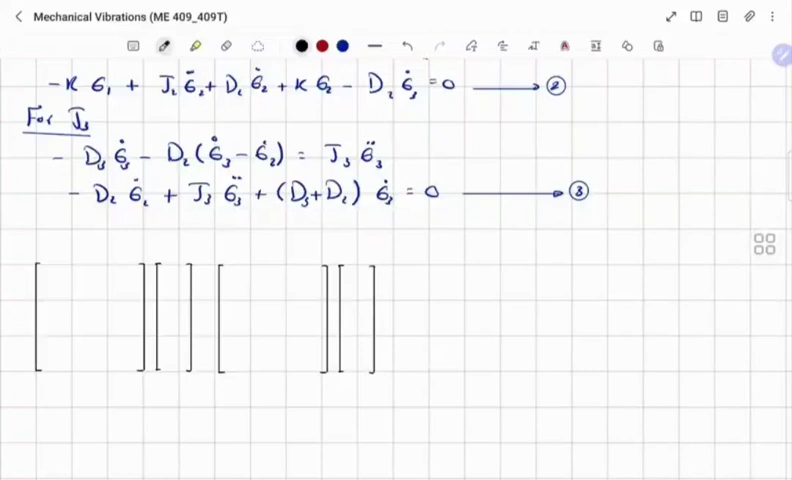 Mechanical Vibrations (ME 409_409T)
-K θ₁ + J₂ θ̈₂ + D₂ θ̇₂ + K θ₂ - D₂ θ̇₃ = 0 ⟶ ②
For J₃
- D₃ θ̇₃ - D₂ (θ̇₃ - θ̇₂) = J₃ θ̈₃
- D₂ θ̇₂ + J₃ θ̈₃ + (D₃ + D₂) θ̇₃ = 0 ⟶ ③